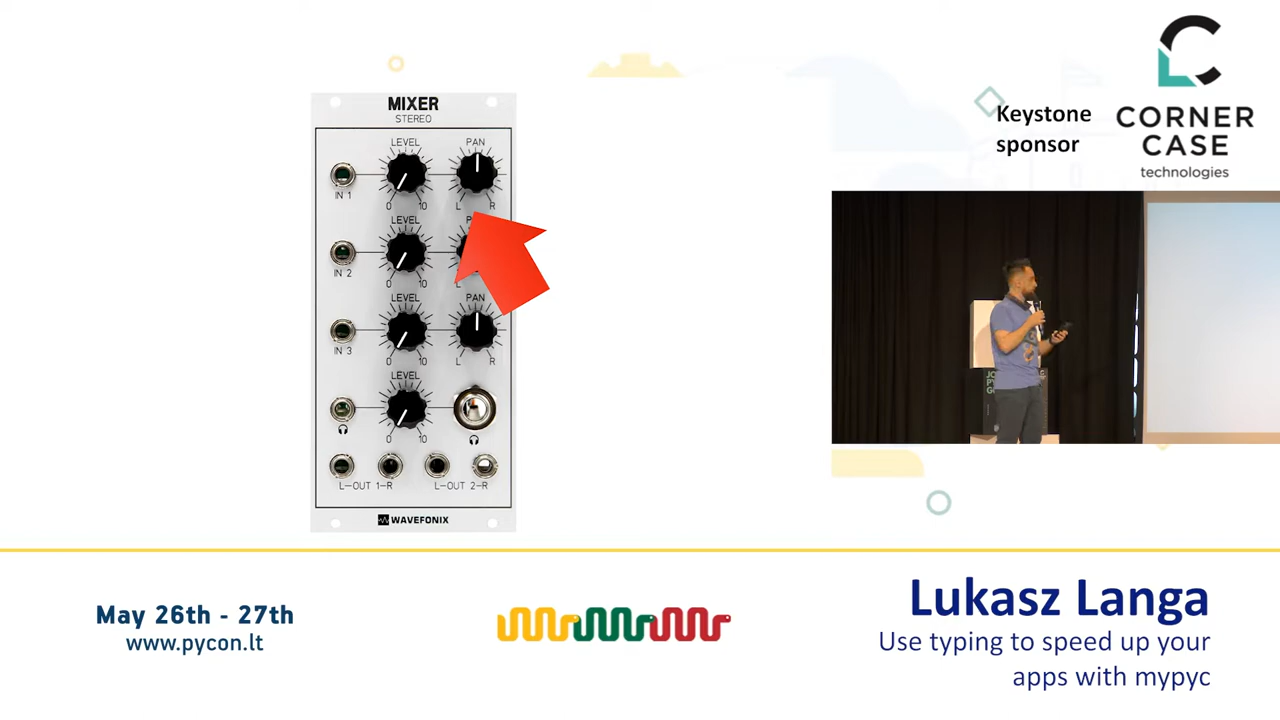 MIXER
STEREO
LEVEL PAN
IN 1
0 10 L R
LEVEL
IN 2
0 10
LEVEL PAN
IN 3
0 10 L R
LEVEL
0 10
L-OUT 1-R L-OUT 2-R
WAVEFONIX
Keystone
sponsor
CORNER
CASE
technologies
May 26th - 27th
www.pycon.lt
Lukasz Langa
Use typing to speed up your
apps with mypyc